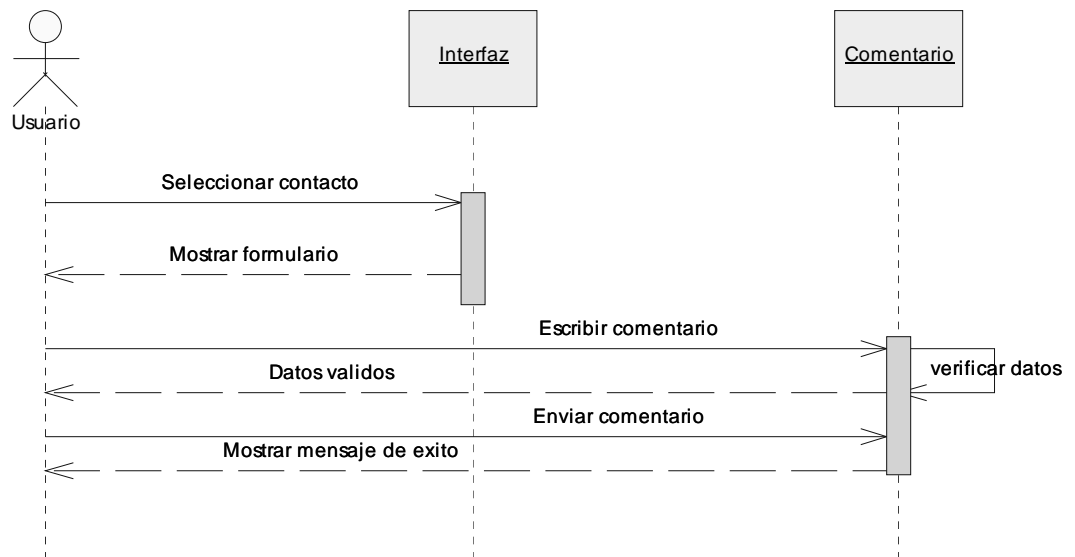 Interfaz
Comentario
Usuario
Seleccionar contacto
Mostrar formulario
Escribir comentario
verificar datos
Datos validos
Enviar comentario
Mostrar mensaje de exito